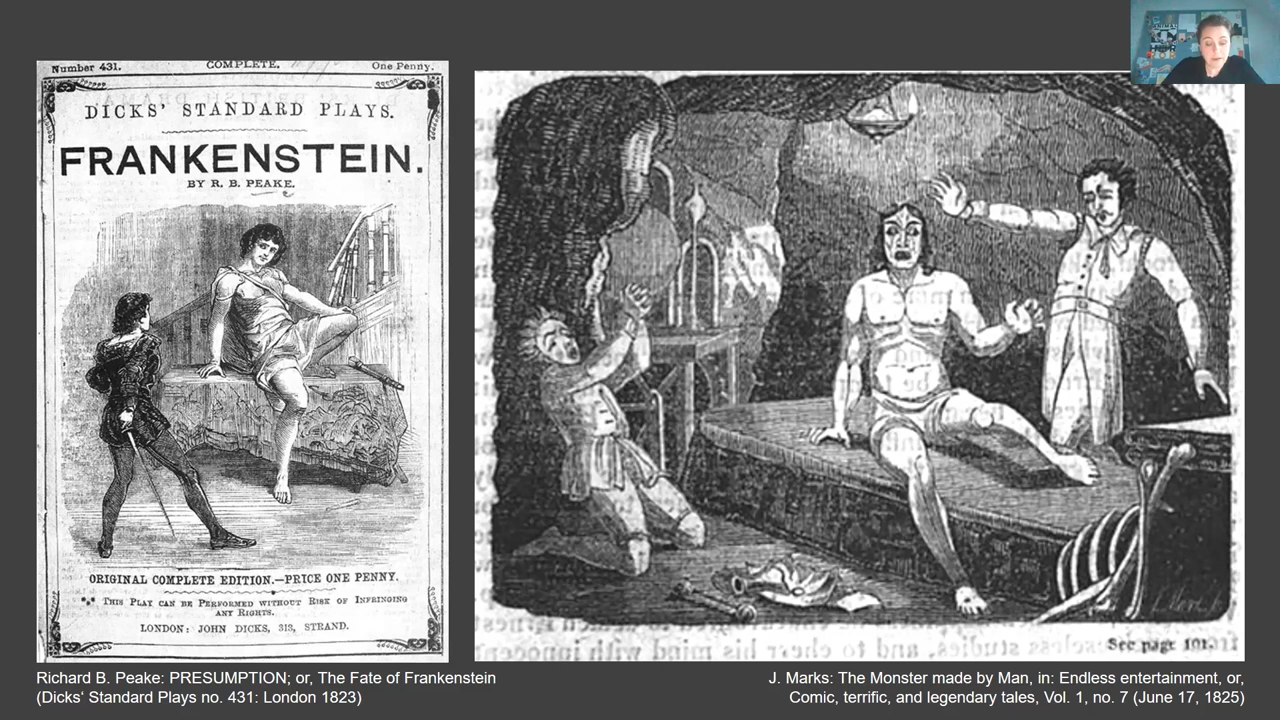 Number 431.
COMPLETE.
One Penny.
DICKS' STANDARD PLAYS.
FRANKENSTEIN.
BY R. B. PEAKE.
ORIGINAL COMPLETE EDITION.—PRICE ONE PENNY.
THIS PLAY CAN BE PERFORMED WITHOUT RISK OF INFRINGING
ANY RIGHTS.
LONDON: JOHN DICKS, 313, STRAND.
See page 101.
Richard B. Peake: PRESUMPTION; or, The Fate of Frankenstein
(Dicks‘ Standard Plays no. 431: London 1823)
J. Marks: The Monster made by Man, in: Endless entertainment, or,
Comic, terrific, and legendary tales, Vol. 1, no. 7 (June 17, 1825)